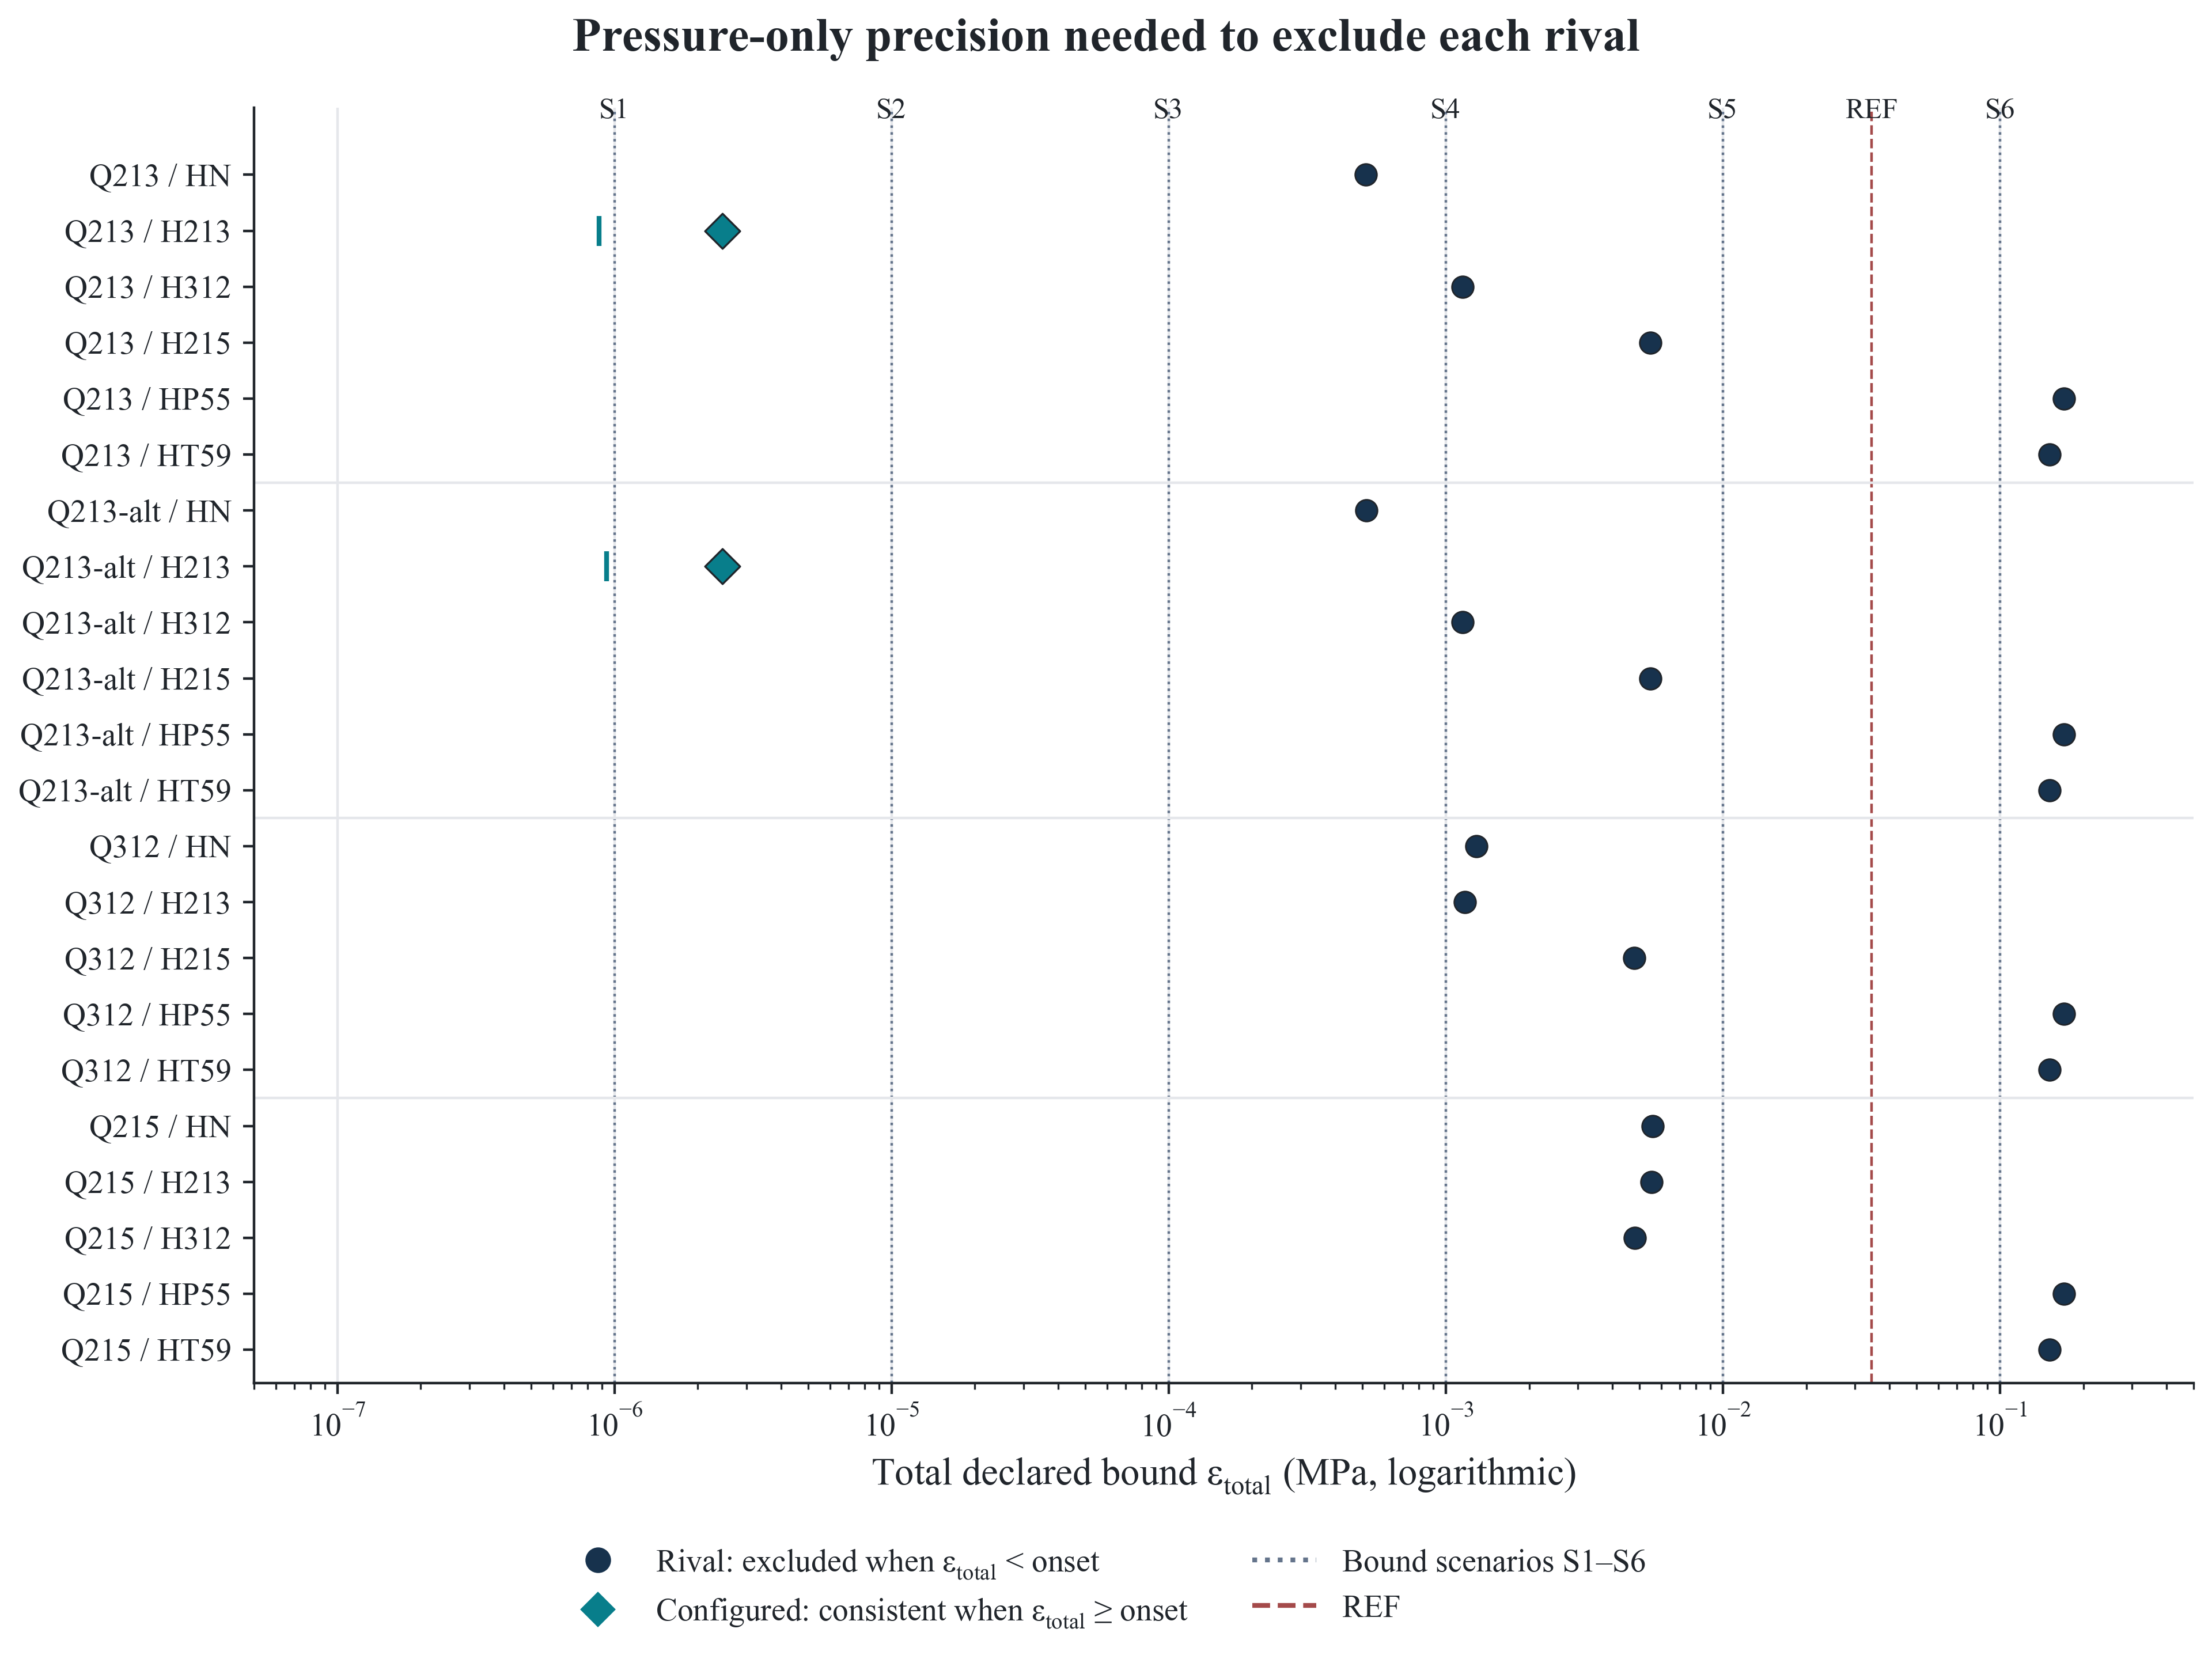 Pressure-only precision needed to exclude each rival
S1 S2 S3 S4 S5 REF S6
Q213 / HN
Q213 / H213
Q213 / H312
Q213 / H215
Q213 / HP55
Q213 / HT59
Q213-alt / HN
Q213-alt / H213
Q213-alt / H312
Q213-alt / H215
Q213-alt / HP55
Q213-alt / HT59
Q312 / HN
Q312 / H213
Q312 / H215
Q312 / HP55
Q312 / HT59
Q215 / HN
Q215 / H213
Q215 / H312
Q215 / HP55
Q215 / HT59
10⁻⁷ 10⁻⁶ 10⁻⁵ 10⁻⁴ 10⁻³ 10⁻² 10⁻¹
Total declared bound ε_total (MPa, logarithmic)
Rival: excluded when ε_total < onset
Configured: consistent when ε_total ≥ onset
Bound scenarios S1–S6
REF